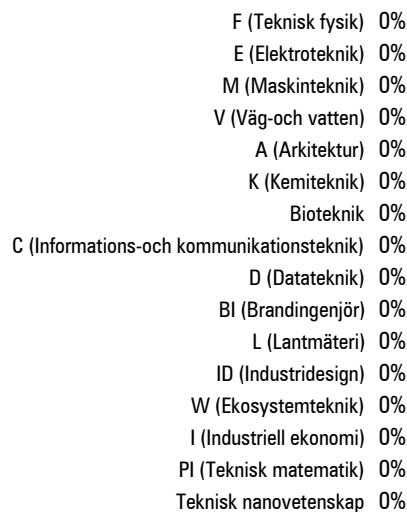 F (Teknisk fysik) 0%
E (Elektroteknik) 0%
M (Maskinteknik) 0%
V (Väg-och vatten) 0%
A (Arkitektur) 0%
K (Kemiteknik) 0%
Bioteknik 0%
C (Informations-och kommunikationsteknik) 0%
D (Datateknik) 0%
BI (Brandingenjör) 0%
L (Lantmäteri) 0%
ID (Industridesign) 0%
W (Ekosystemteknik) 0%
I (Industriell ekonomi) 0%
PI (Teknisk matematik) 0%
Teknisk nanovetenskap 0%